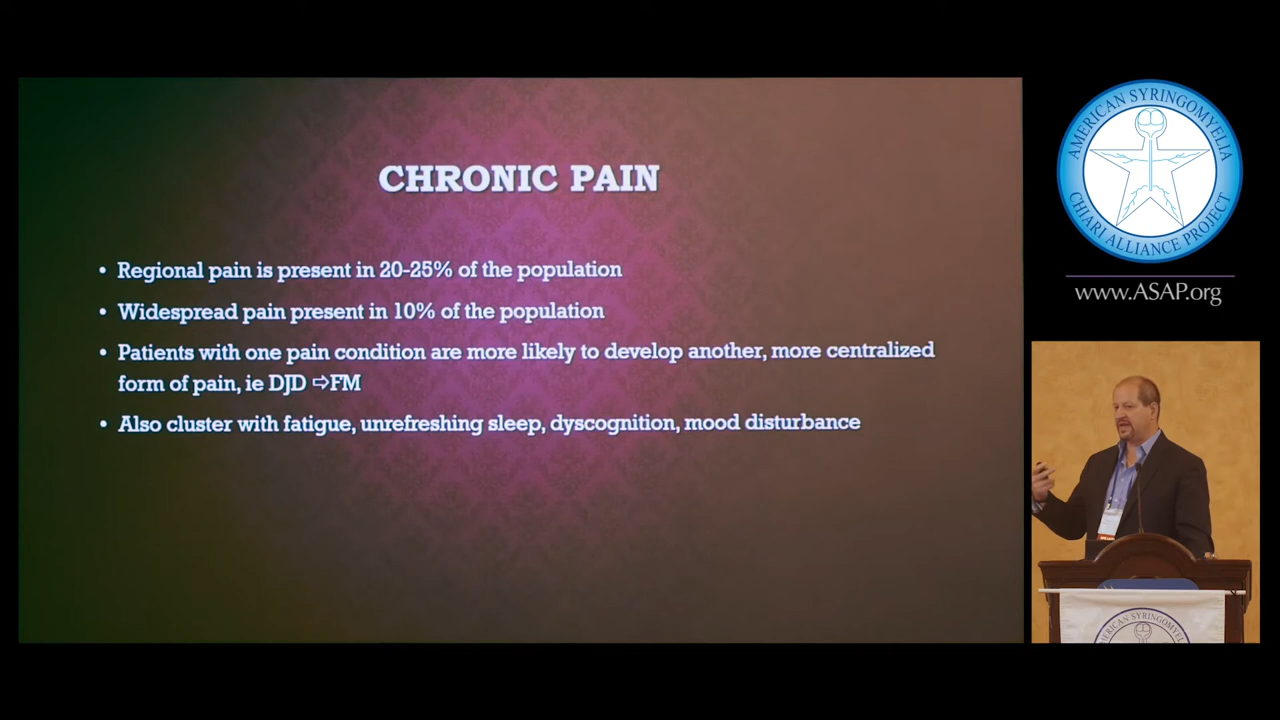 CHRONIC PAIN
• Regional pain is present in 20-25% of the population
• Widespread pain present in 10% of the population
• Patients with one pain condition are more likely to develop another, more centralized
form of pain, ie DJD ⇨FM
• Also cluster with fatigue, unrefreshing sleep, dyscognition, mood disturbance
AMERICAN SYRINGOMYELIA
CHIARI ALLIANCE PROJECT
www.ASAP.org
AMERICAN SYRINGOMYELIA